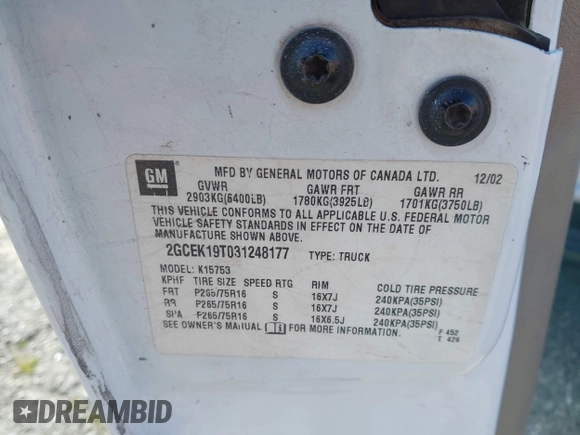 GM
MFD BY GENERAL MOTORS OF CANADA LTD. 12/02
GVWR GAWR FRT GAWR RR
2903KG(6400LB) 1780KG(3925LB) 1701KG(3750LB)
THIS VEHICLE CONFORMS TO ALL APPLICABLE U.S. FEDERAL MOTOR
VEHICLE SAFETY STANDARDS IN EFFECT ON THE DATE OF
MANUFACTURE SHOWN ABOVE.
2GCEK19T031248177 TYPE: TRUCK
MODEL: K15753
KPHF TIRE SIZE SPEED RTG RIM COLD TIRE PRESSURE
FRT P265/75R16 S 16X7J 240KPA(35PSI)
RR P265/75R16 S 16X7J 240KPA(35PSI)
SPA P265/75R16 S 16X6.5J 240KPA(35PSI)
SEE OWNER'S MANUAL FOR MORE INFORMATION.
F 452
T 426
DREAMBID